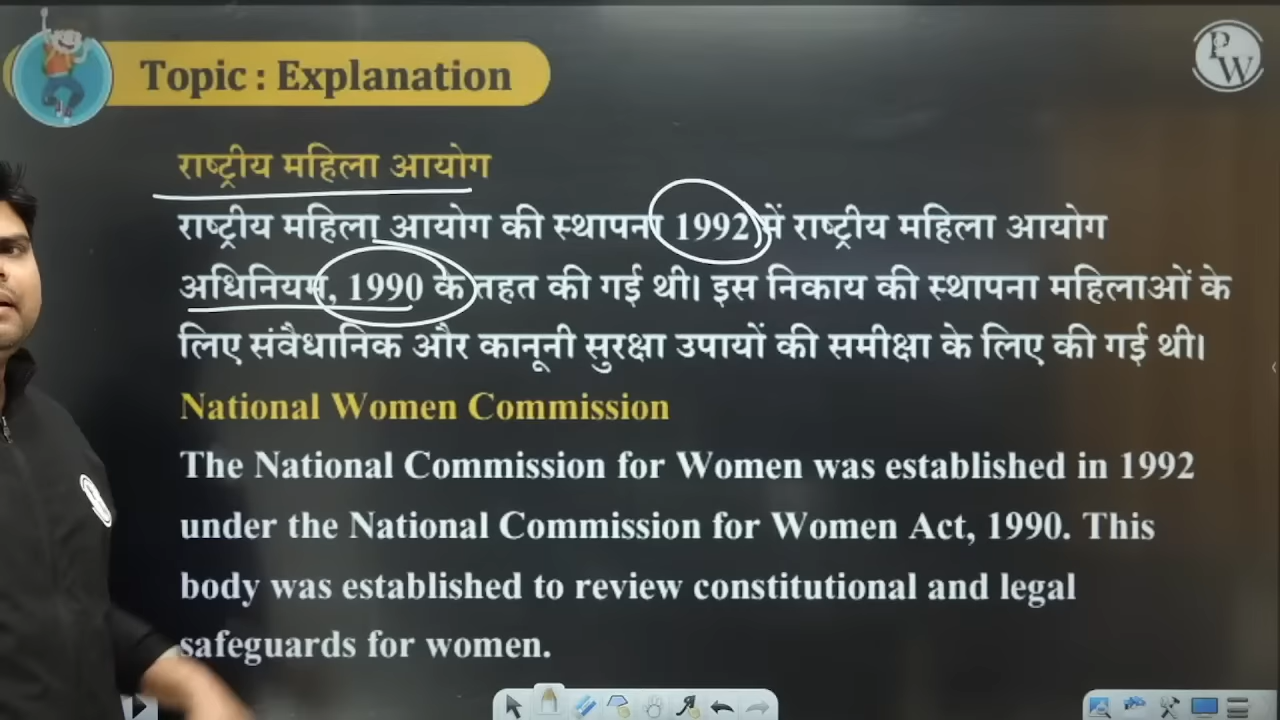 Topic : Explanation
PW
राष्ट्रीय महिला आयोग
राष्ट्रीय महिला आयोग की स्थापना 1992 में राष्ट्रीय महिला आयोग
अधिनियम, 1990 के तहत की गई थी। इस निकाय की स्थापना महिलाओं के
लिए संवैधानिक और कानूनी सुरक्षा उपायों की समीक्षा के लिए की गई थी।
National Women Commission
The National Commission for Women was established in 1992
under the National Commission for Women Act, 1990. This
body was established to review constitutional and legal
safeguards for women.